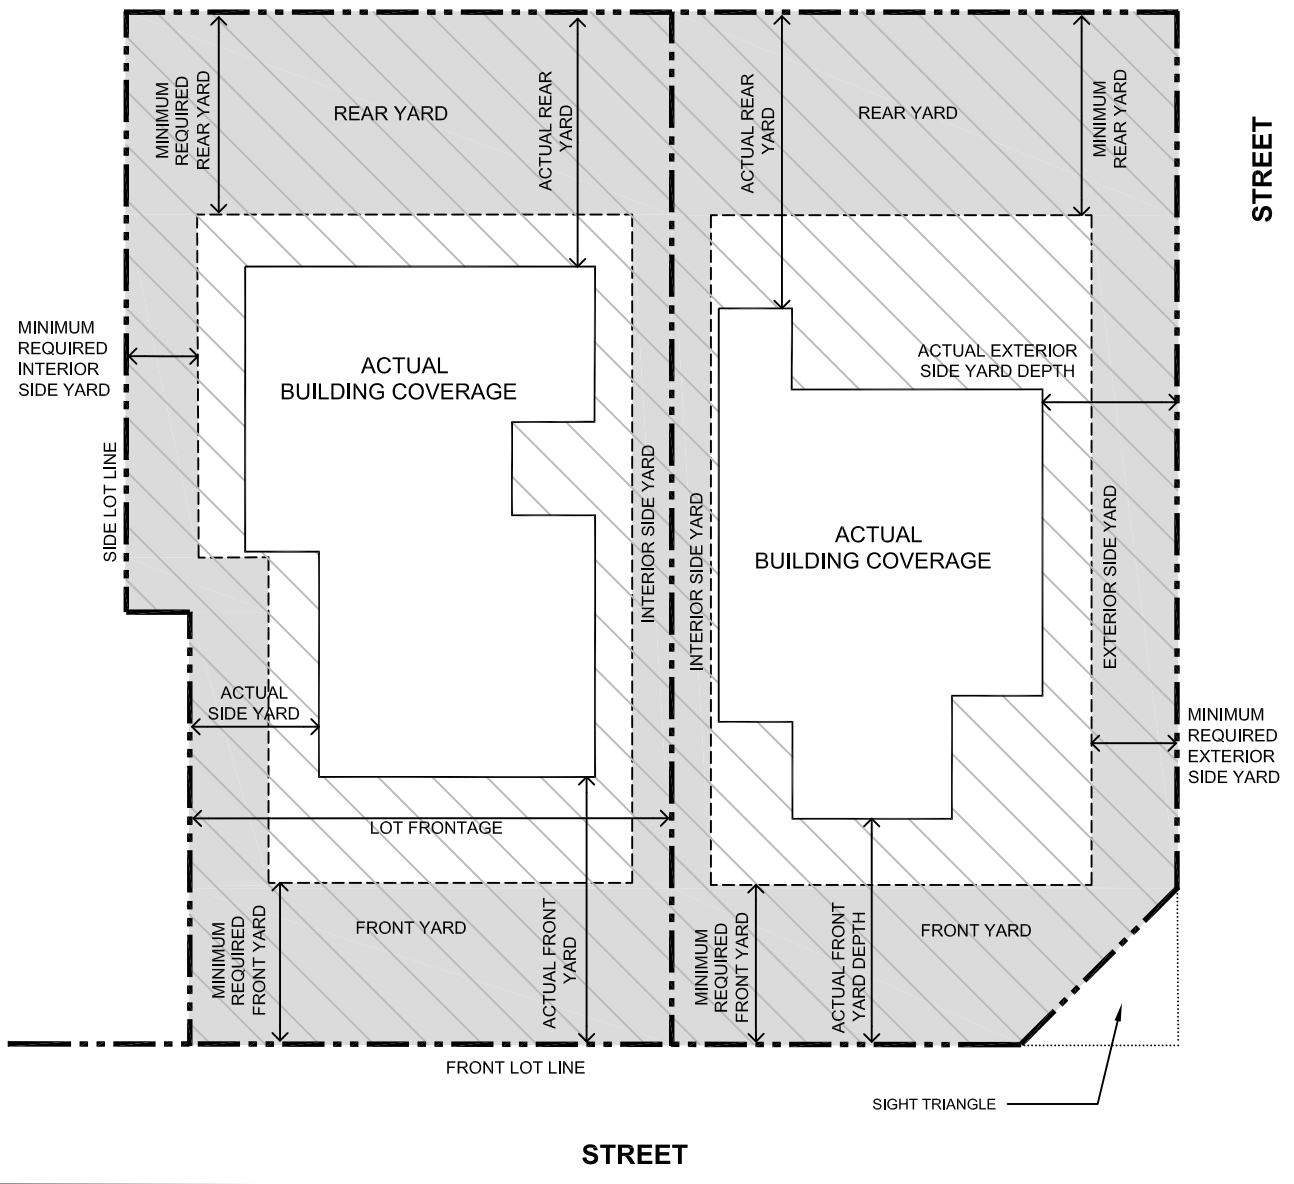 MINIMUM
REQUIRED
REAR YARD
REAR YARD
ACTUAL REAR
YARD
ACTUAL REAR
YARD
REAR YARD
MINIMUM
REAR YARD
STREET
MINIMUM
REQUIRED
INTERIOR
SIDE YARD
ACTUAL
BUILDING COVERAGE
ACTUAL EXTERIOR
SIDE YARD DEPTH
SIDE LOT LINE
INTERIOR SIDE YARD
INTERIOR SIDE YARD
ACTUAL
BUILDING COVERAGE
EXTERIOR SIDE YARD
ACTUAL
SIDE YARD
MINIMUM
REQUIRED
EXTERIOR
SIDE YARD
LOT FRONTAGE
MINIMUM
REQUIRED
FRONT YARD
FRONT YARD
ACTUAL FRONT
YARD
MINIMUM
REQUIRED
FRONT YARD
ACTUAL FRONT
YARD DEPTH
FRONT YARD
FRONT LOT LINE
SIGHT TRIANGLE
STREET